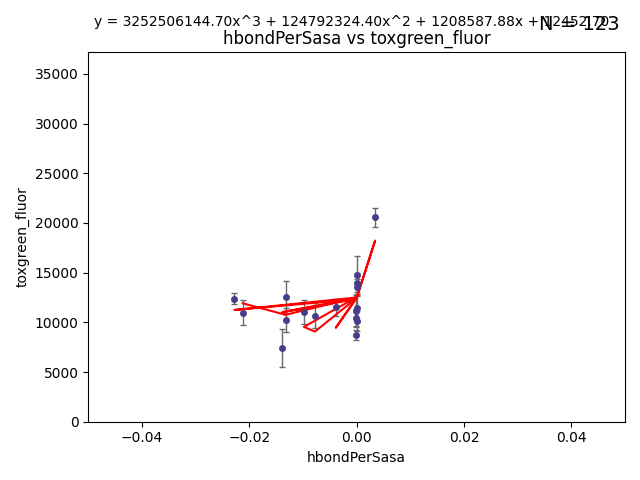 y = 3252506144.70x^3 + 124792324.40x^2 + 1208587.88x + 12452.70
N = 123
hbondPerSasa vs toxgreen_fluor
35000
30000
25000
20000
15000
10000
5000
0
toxgreen_fluor
−0.04 −0.02 0.00 0.02 0.04
hbondPerSasa